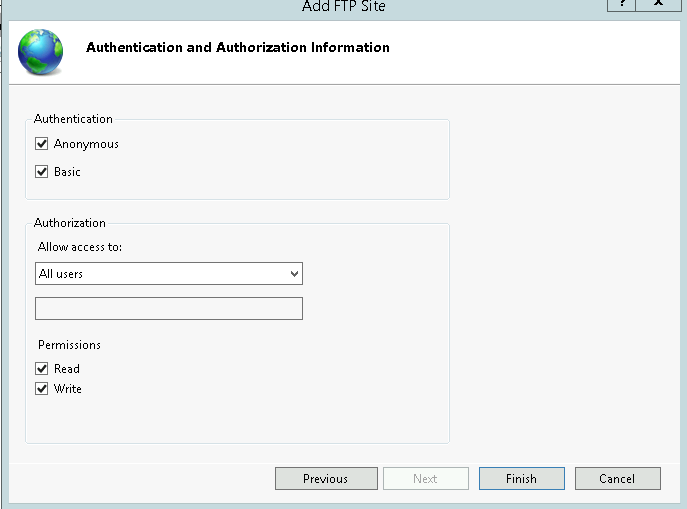 Add FTP Site
? x
Authentication and Authorization Information
Authentication
Anonymous
Basic
Authorization
Allow access to:
All users
Permissions
Read
Write
Previous Next Finish Cancel